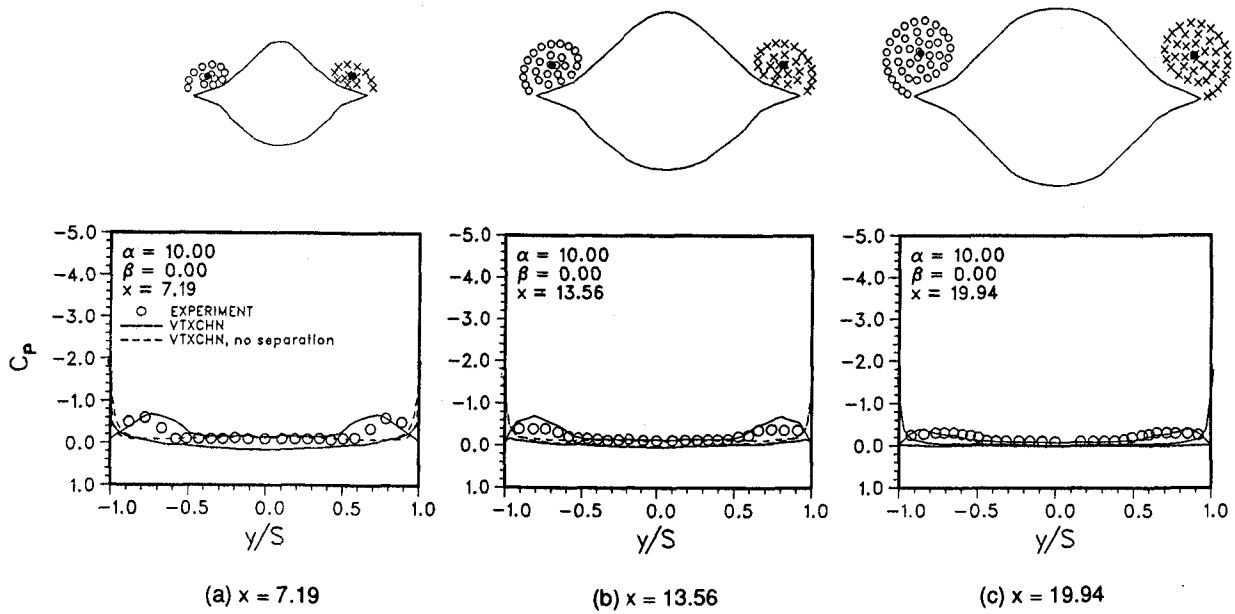 -5.0
-4.0
-3.0
-2.0
-1.0
0.0
1.0
Cp
α = 10.00
β = 0.00
x = 7.19
EXPERIMENT
VTXCHN
VTXCHN, no separation
-1.0 -0.5 0.0 0.5 1.0
y/S
(a) x = 7.19
-5.0
-4.0
-3.0
-2.0
-1.0
0.0
1.0
α = 10.00
β = 0.00
x = 13.56
-1.0 -0.5 0.0 0.5 1.0
y/S
(b) x = 13.56
-5.0
-4.0
-3.0
-2.0
-1.0
0.0
1.0
α = 10.00
β = 0.00
x = 19.94
-1.0 -0.5 0.0 0.5 1.0
y/S
(c) x = 19.94